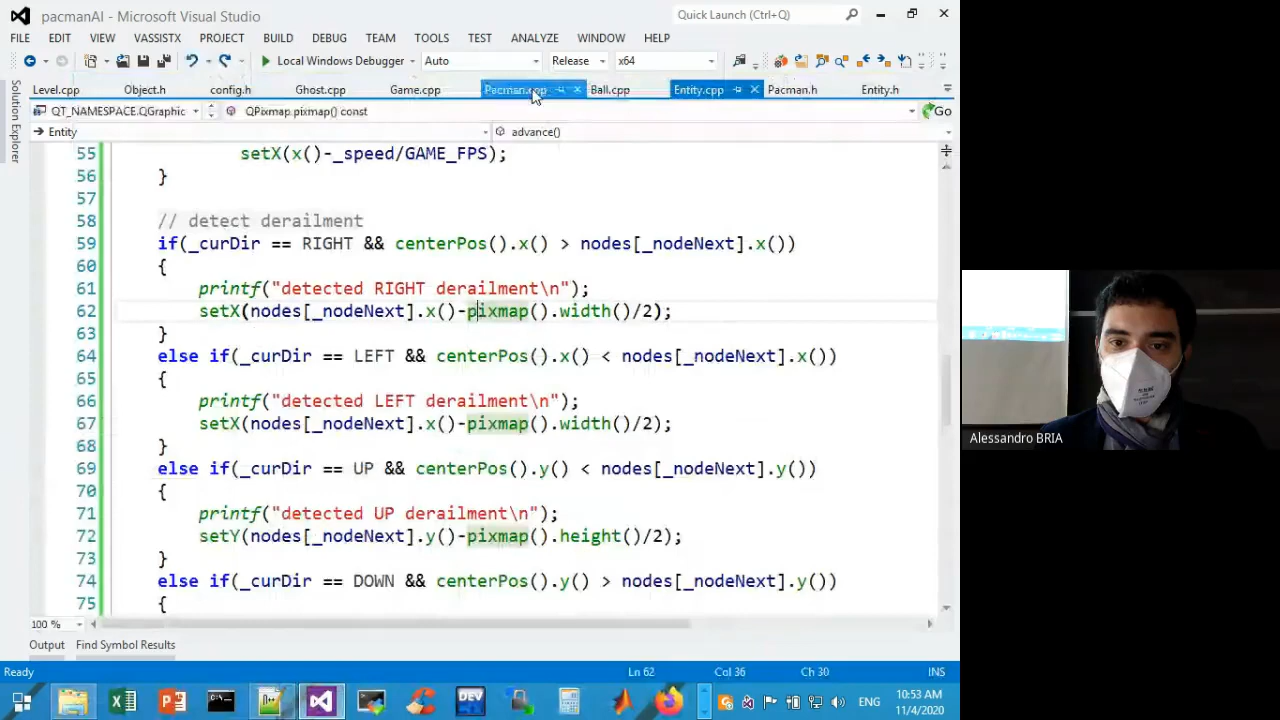 pacmanAI - Microsoft Visual Studio
Quick Launch (Ctrl+Q)
FILE EDIT VIEW VASSISTX PROJECT BUILD DEBUG TEAM TOOLS TEST ANALYZE WINDOW HELP
Local Windows Debugger Auto Release x64
Level.cpp Object.h config.h Ghost.cpp Game.cpp Pacman.cpp Ball.cpp Entity.cpp Pacman.h Entity.h
QT_NAMESPACE.QGraphic QPixmap.pixmap() const Go
Entity advance()
Solution Explorer
55 setX(x()-_speed/GAME_FPS);
56 }
57
58 // detect derailment
59 if(_curDir == RIGHT && centerPos().x() > nodes[_nodeNext].x())
60 {
61 printf("detected RIGHT derailment\n");
62 setX(nodes[_nodeNext].x()-pixmap().width()/2);
63 }
64 else if(_curDir == LEFT && centerPos().x() < nodes[_nodeNext].x())
65 {
66 printf("detected LEFT derailment\n");
67 setX(nodes[_nodeNext].x()-pixmap().width()/2);
68 }
69 else if(_curDir == UP && centerPos().y() < nodes[_nodeNext].y())
70 {
71 printf("detected UP derailment\n");
72 setY(nodes[_nodeNext].y()-pixmap().height()/2);
73 }
74 else if(_curDir == DOWN && centerPos().y() > nodes[_nodeNext].y())
75 {
100 %
Output Find Symbol Results
Ready Ln 62 Col 36 Ch 30 INS
DEV
ENG
10:53 AM
11/4/2020
Alessandro BRIA